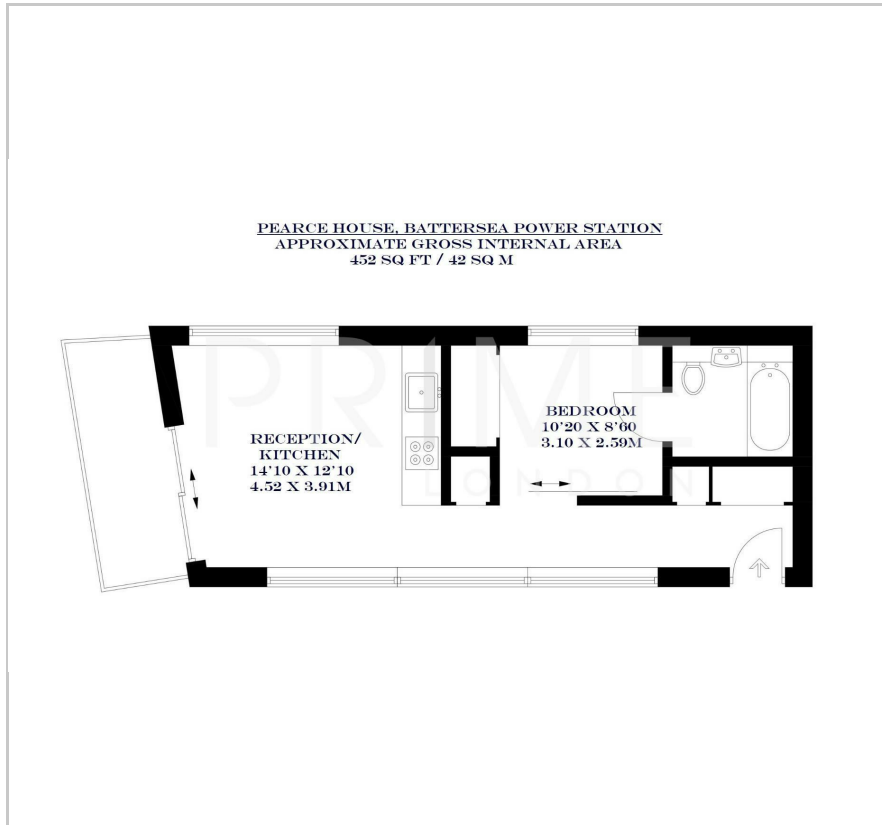 PEARCE HOUSE, BATTERSEA POWER STATION
APPROXIMATE GROSS INTERNAL AREA
452 SQ FT / 42 SQ M
PRIME
LONDON
RECEPTION/
KITCHEN
14'10 X 12'10
4.52 X 3.91M
BEDROOM
10'20 X 8'60
3.10 X 2.59M